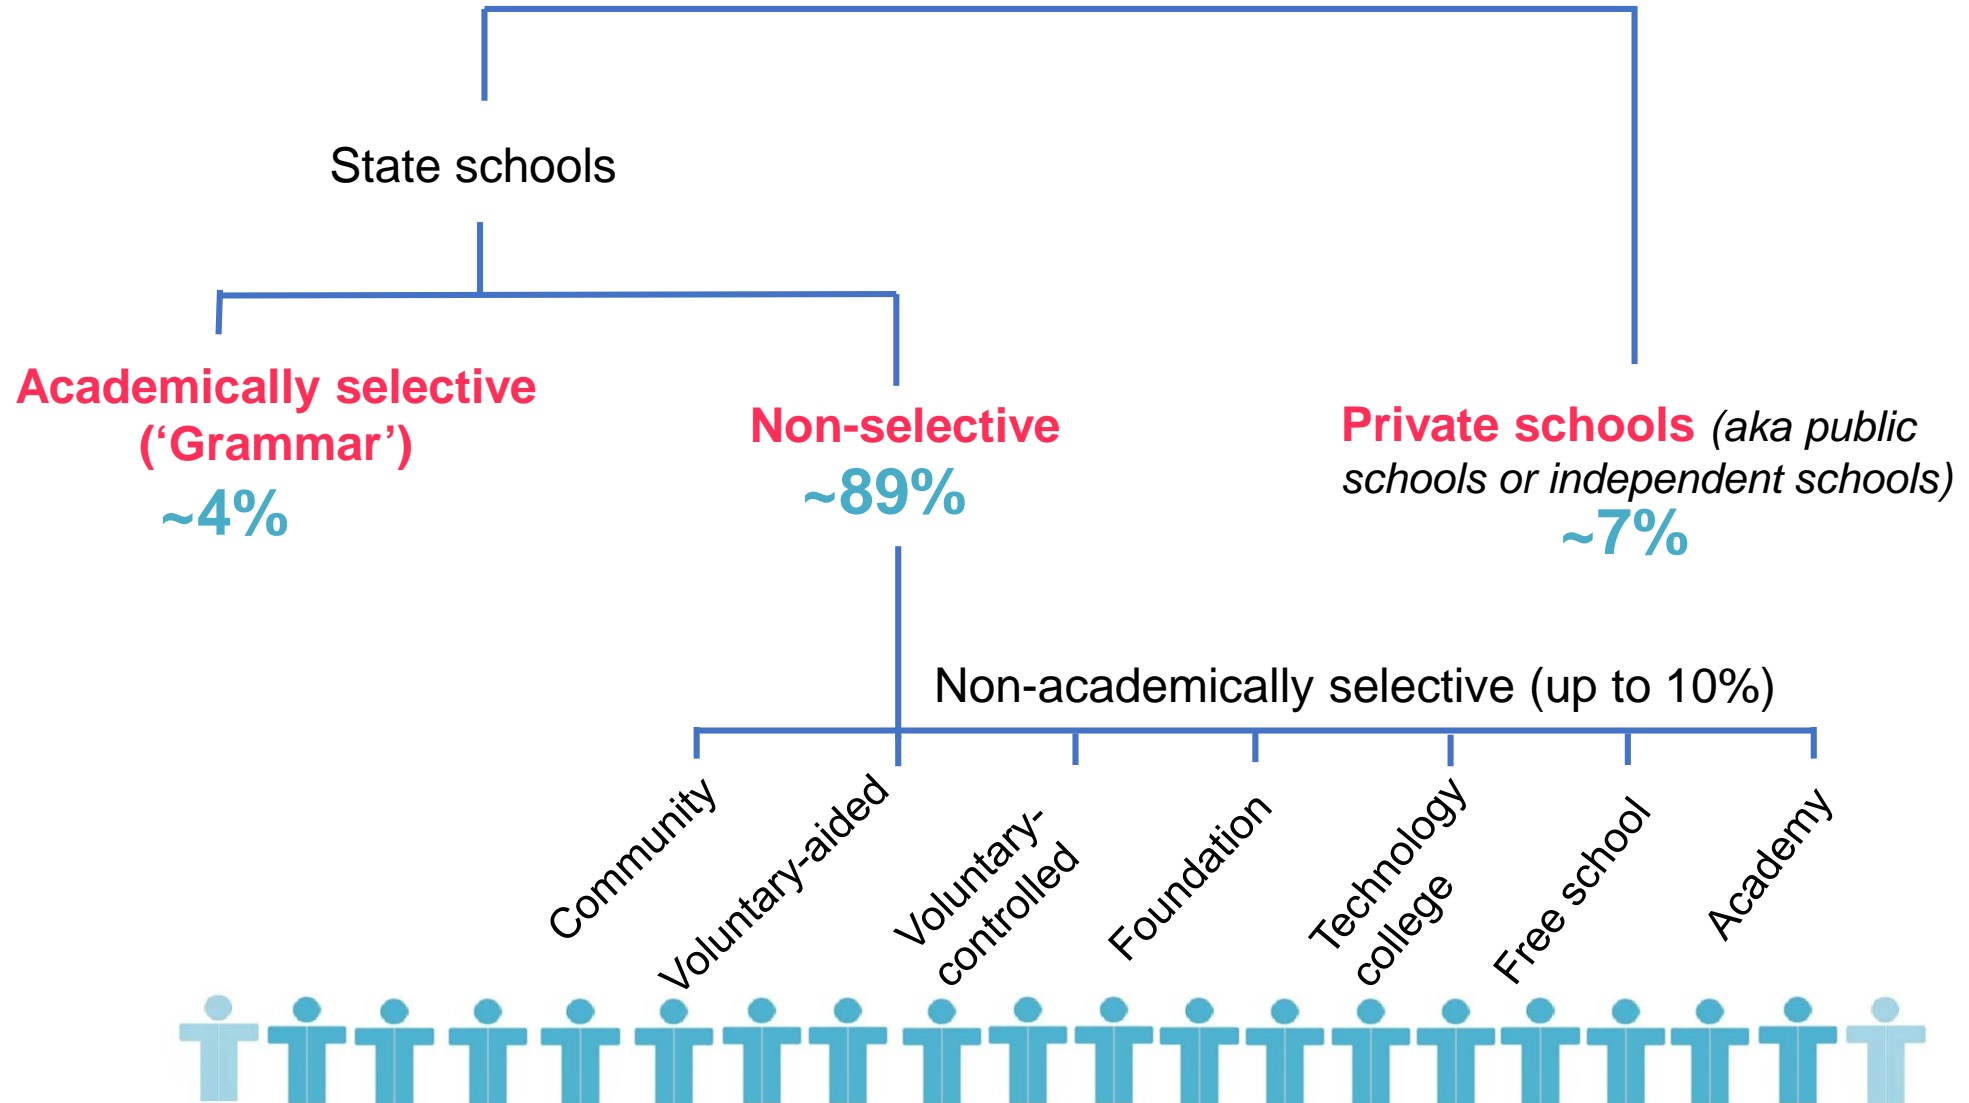 State schools
Academically selective
(‘Grammar’)
~4%
Non-selective
~89%
Private schools (aka public
schools or independent schools)
~7%
Non-academically selective (up to 10%)
Community
Voluntary-aided
Voluntary-
controlled
Foundation
Technology
college
Free school
Academy